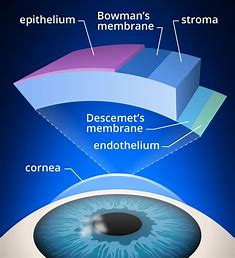 epithelium
Bowman's
membrane
stroma
Descemet's
membrane
endothelium
cornea